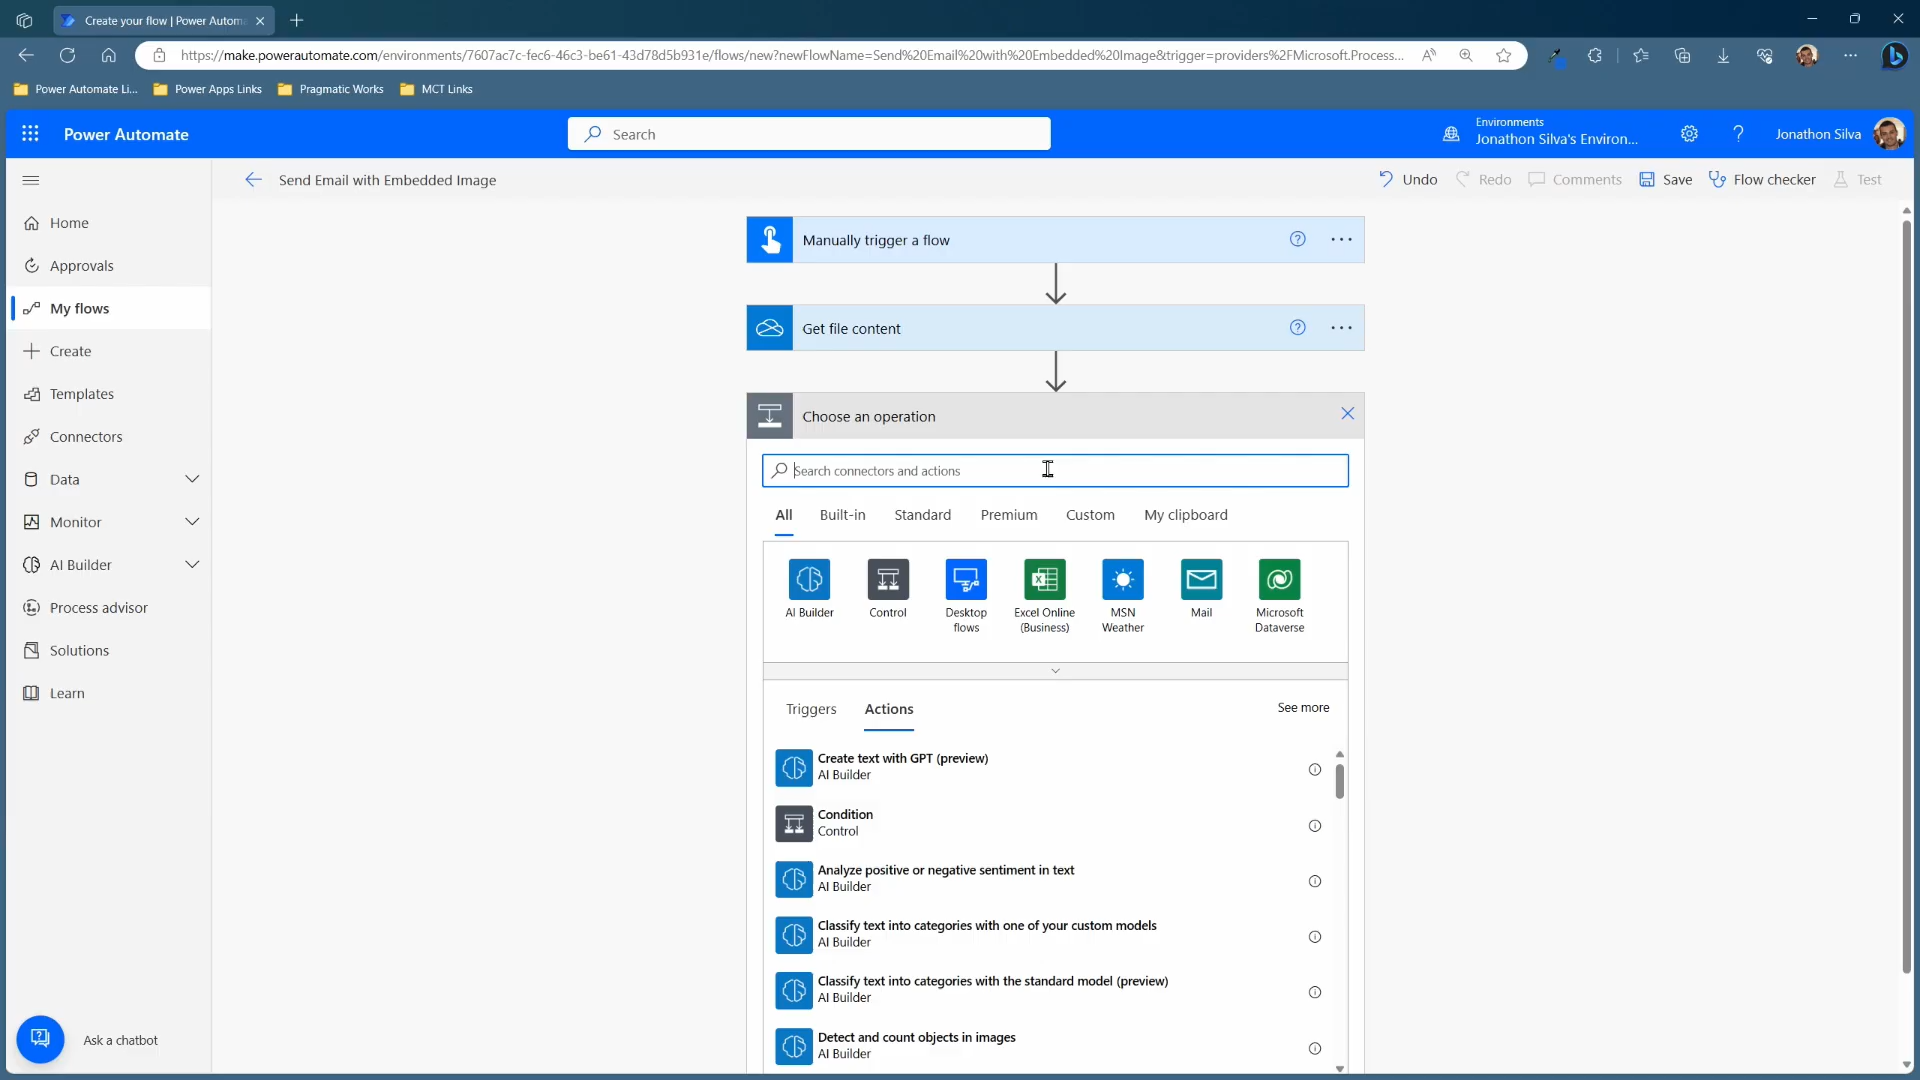 Create your flow | Power Autom
https://make.powerautomate.com/environments/7607ac7c-fec6-46c3-be61-43d78d5b931e/flows/new?newFlowName=Send%20Email%20with%20Embedded%20Image&trigger=providers%2FMicrosoft.Process...
Power Automate Li... Power Apps Links Pragmatic Works MCT Links
Power Automate
Search
Environments
Jonathon Silva's Environ...
Jonathon Silva
Send Email with Embedded Image
Undo Redo Comments Save Flow checker Test
Home
Approvals
My flows
Create
Templates
Connectors
Data
Monitor
AI Builder
Process advisor
Solutions
Learn
Ask a chatbot
Manually trigger a flow
Get file content
Choose an operation
Search connectors and actions
All Built-in Standard Premium Custom My clipboard
AI Builder
Control
Desktop
flows
Excel Online
(Business)
MSN
Weather
Mail
Microsoft
Dataverse
Triggers Actions See more
Create text with GPT (preview)
AI Builder
Condition
Control
Analyze positive or negative sentiment in text
AI Builder
Classify text into categories with one of your custom models
AI Builder
Classify text into categories with the standard model (preview)
AI Builder
Detect and count objects in images
AI Builder